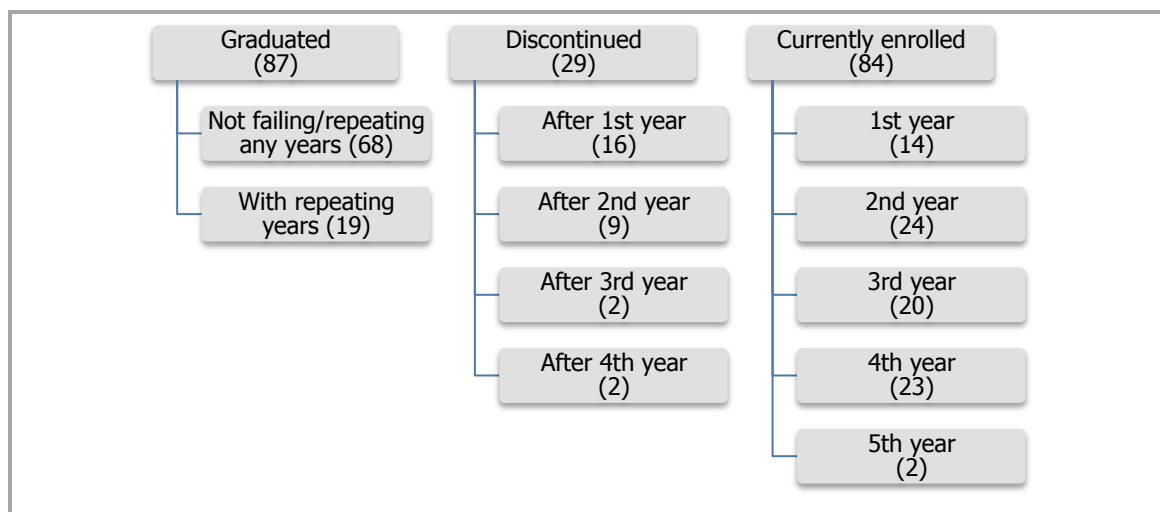 Graduated
(87)
Not failing/repeating
any years (68)
With repeating
years (19)
Discontinued
(29)
After 1st year
(16)
After 2nd year
(9)
After 3rd year
(2)
After 4th year
(2)
Currently enrolled
(84)
1st year
(14)
2nd year
(24)
3rd year
(20)
4th year
(23)
5th year
(2)